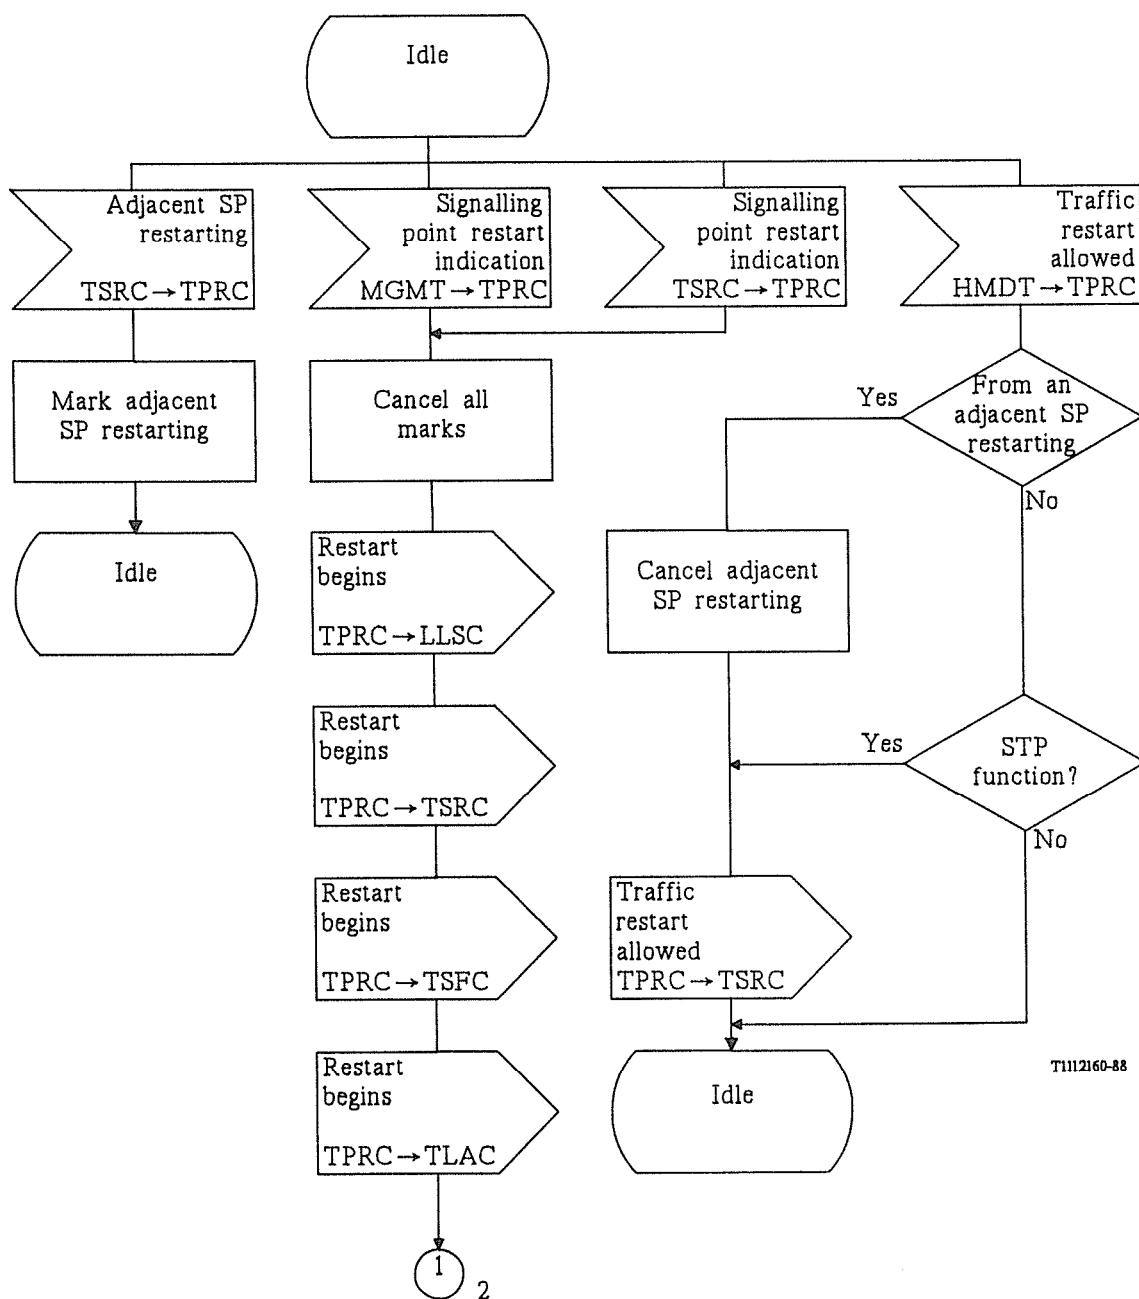 Idle
Adjacent SP
restarting
TSRC→TPRC
Signalling
point restart
indication
MGMT→TPRC
Signalling
point restart
indication
TSRC→TPRC
Traffic
restart
allowed
HMDT→TPRC
Mark adjacent
SP restarting
Cancel all
marks
Yes
From an
adjacent SP
restarting
No
Idle
Restart
begins
TPRC→LLSC
Cancel adjacent
SP restarting
Restart
begins
TPRC→TSRC
Yes
STP
function?
No
Restart
begins
TPRC→TSFC
Traffic
restart
allowed
TPRC→TSRC
Restart
begins
TPRC→TLAC
Idle
T1112160-88
1
2